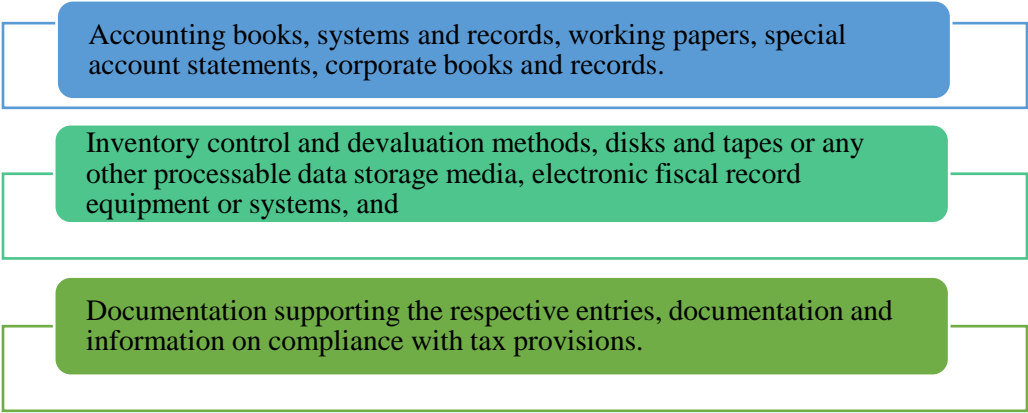 Accounting books, systems and records, working papers, special
account statements, corporate books and records.
Inventory control and devaluation methods, disks and tapes or any
other processable data storage media, electronic fiscal record
equipment or systems, and
Documentation supporting the respective entries, documentation and
information on compliance with tax provisions.